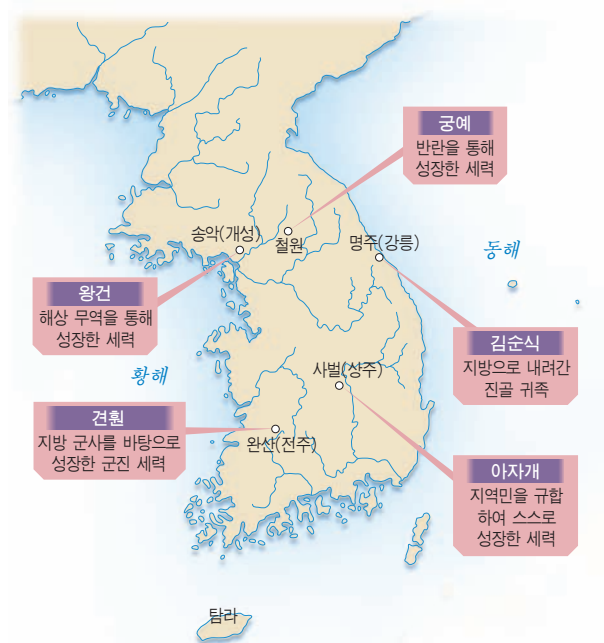 궁예
반란을 통해
성장한 세력
송악(개성)
철원
명주(강릉)
동해
왕건
해상 무역을 통해
성장한 세력
김순식
지방으로 내려간
진골 귀족
황해
사벌(상주)
견훤
지방 군사를 바탕으로
성장한 군진 세력
완산(전주)
아자개
지역민을 규합
하여 스스로
성장한 세력
탐라